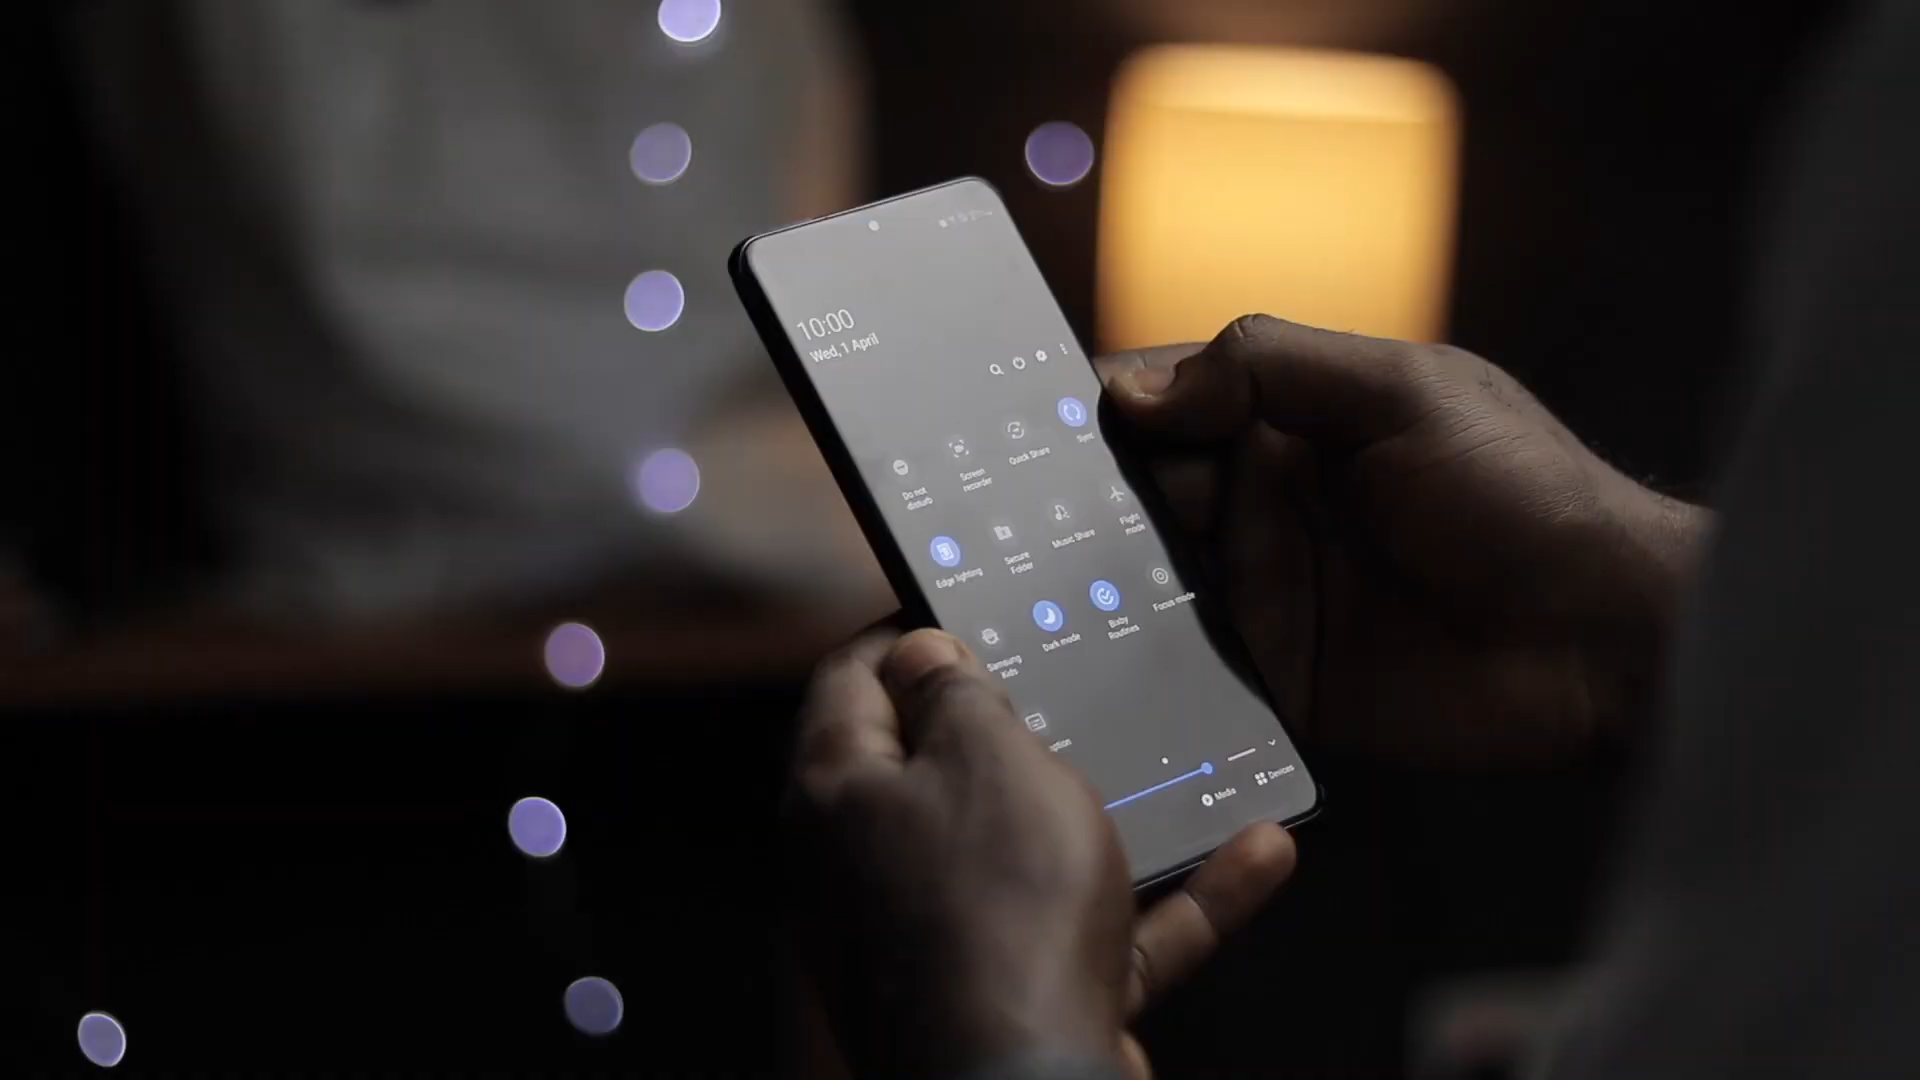 10:00
Wed, 1 April
Do not
disturb
Screen
recorder
Quick Share
Sync
Edge lighting
Secure
Folder
Music Share
Flight
mode
Samsung
Kids
Dark mode
Bixby
Routines
Focus mode
Media
Devices